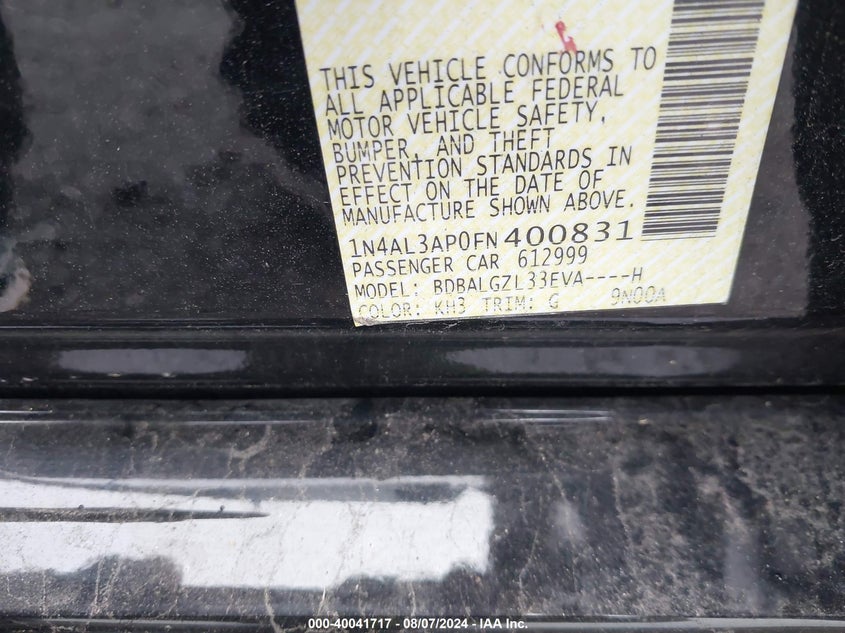 THIS VEHICLE CONFORMS TO
ALL APPLICABLE FEDERAL
MOTOR VEHICLE SAFETY,
BUMPER, AND THEFT
PREVENTION STANDARDS IN
EFFECT ON THE DATE OF
MANUFACTURE SHOWN ABOVE.
1N4AL3AP0FN400831
PASSENGER CAR 612999
MODEL: BDBALGZL33EVA----H
COLOR: KH3 TRIM: G 9N00A
000-40041717 - 08/07/2024 - IAA Inc.